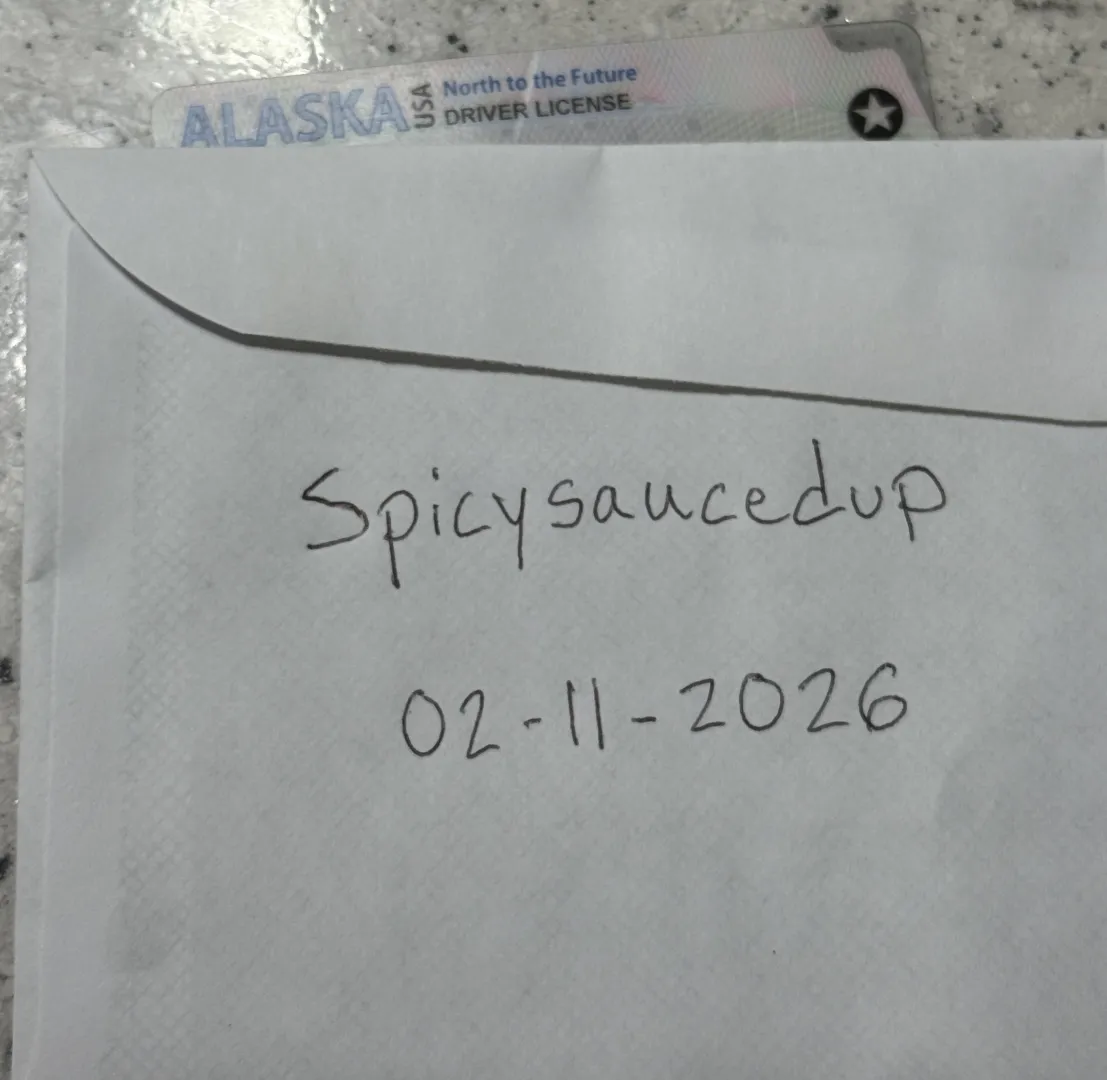 ALASKA USA North to the Future
DRIVER LICENSE
Spicysaucedup
02-11-2026